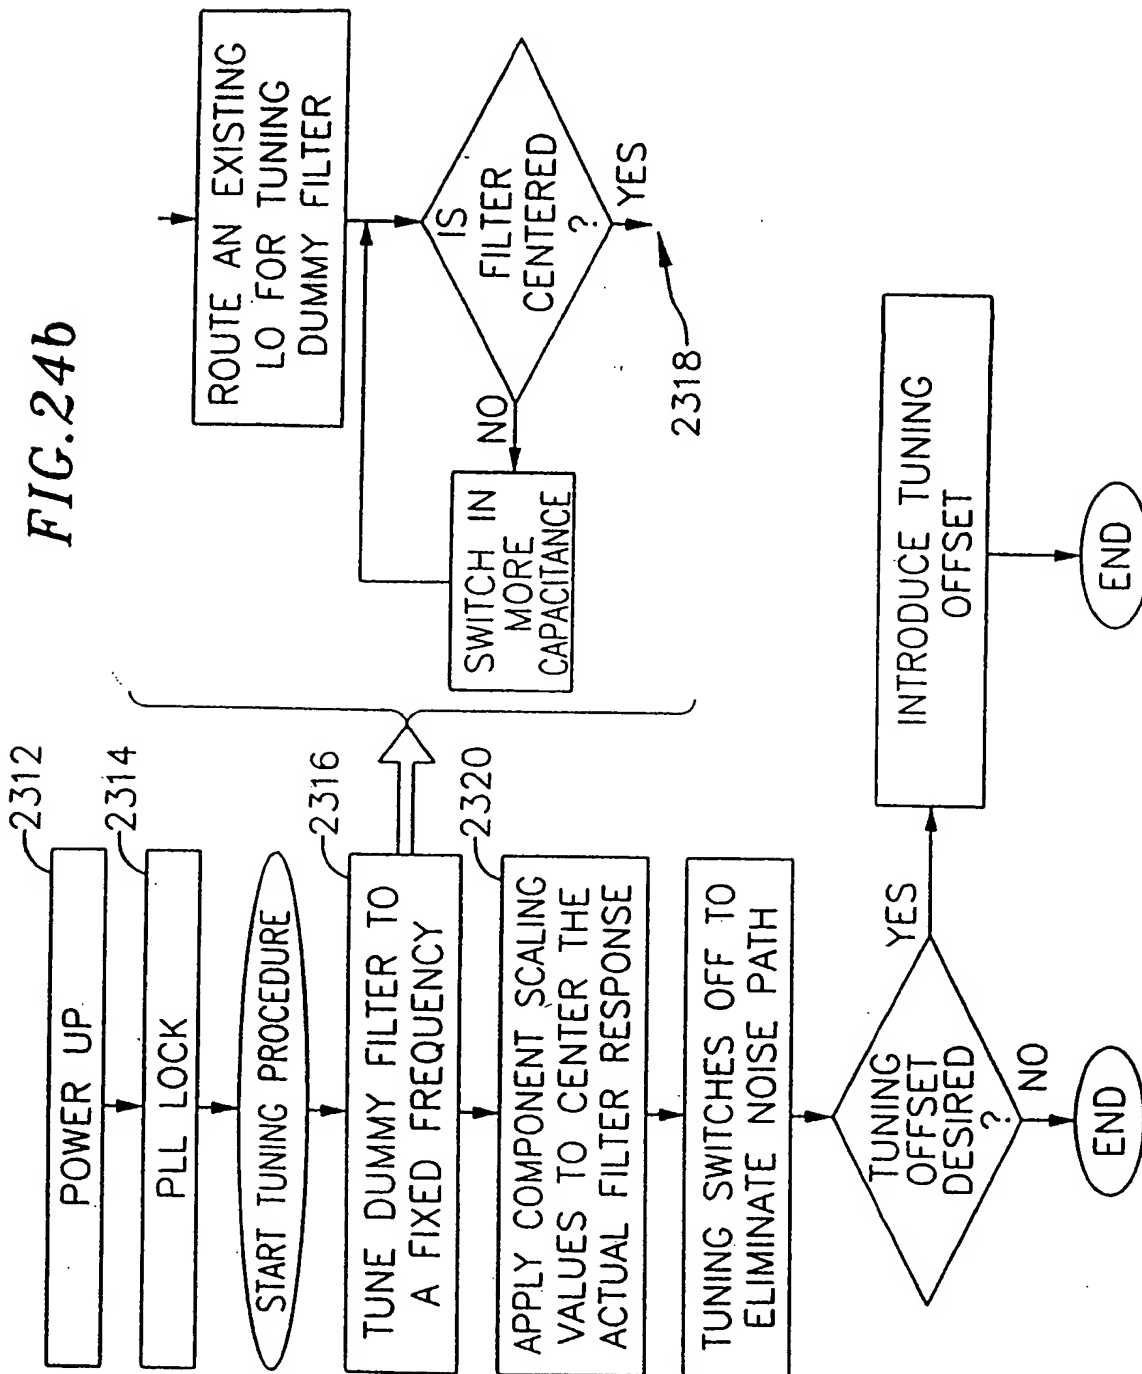 FIG.24b
POWER UP
2312
PLL LOCK
2314
START TUNING PROCEDURE
TUNE DUMMY FILTER TO
A FIXED FREQUENCY
2316
APPLY COMPONENT SCALING
VALUES TO CENTER THE
ACTUAL FILTER RESPONSE
2320
TUNING SWITCHES OFF TO
ELIMINATE NOISE PATH
TUNING
OFFSET
DESIRED
?
YES
NO
END
INTRODUCE TUNING
OFFSET
END
ROUTE AN EXISTING
LO FOR TUNING
DUMMY FILTER
IS
FILTER
CENTERED
?
NO
YES
SWITCH IN
MORE
CAPACITANCE
2318